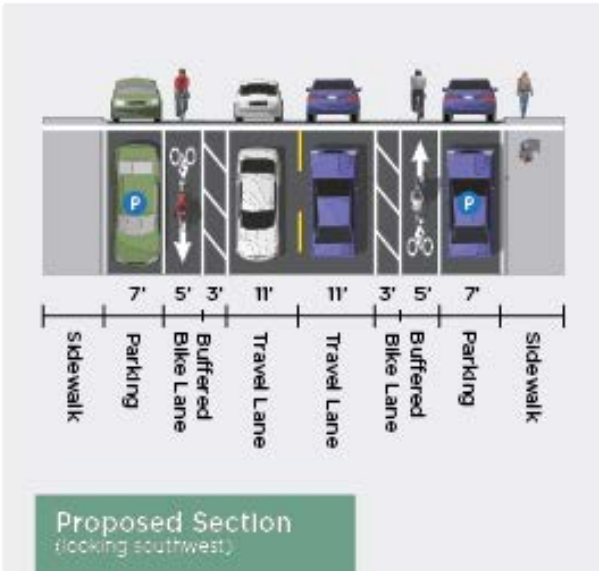 P
P
7' 5' 3' 11' 11' 3' 5' 7'
Sidewalk
Parking
Buffered
Bike Lane
Travel Lane
Travel Lane
Buffered
Bike Lane
Parking
Sidewalk
Proposed Section
(looking southwest)